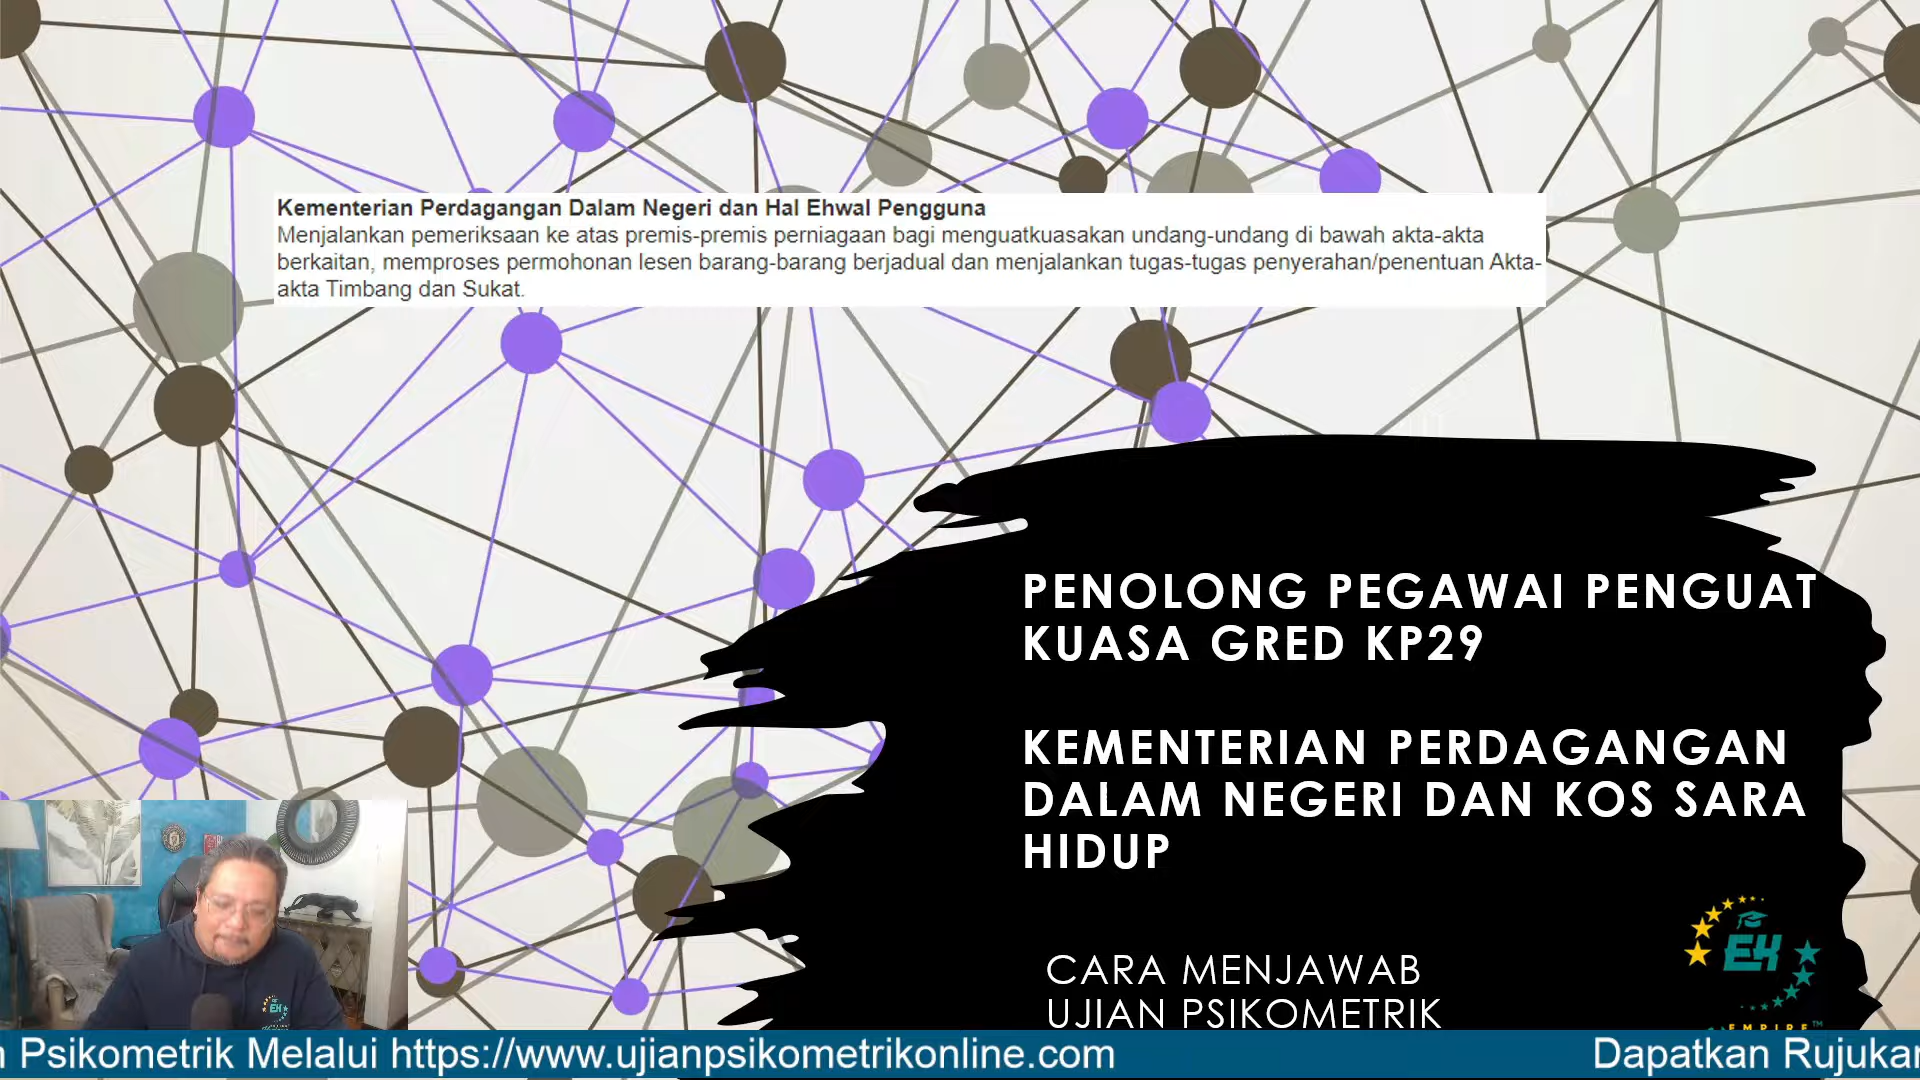 Kementerian Perdagangan Dalam Negeri dan Hal Ehwal Pengguna
Menjalankan pemeriksaan ke atas premis-premis perniagaan bagi menguatkuasakan undang-undang di bawah akta-akta
berkaitan, memproses permohonan lesen barang-barang berjadual dan menjalankan tugas-tugas penyerahan/penentuan Akta-
akta Timbang dan Sukat.
PENOLONG PEGAWAI PENGUAT
KUASA GRED KP29
KEMENTERIAN PERDAGANGAN
DALAM NEGERI DAN KOS SARA
HIDUP
CARA MENJAWAB
UJIAN PSIKOMETRIK
EK
EMPIRE™
EK
n Psikometrik Melalui https://www.ujianpsikometrikonline.com
Dapatkan Rujukan